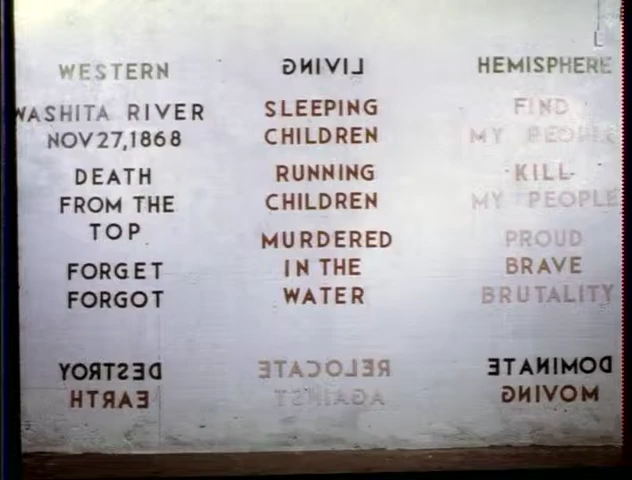 WESTERN
WASHITA RIVER
NOV 27, 1868
DEATH
FROM THE
TOP
FORGET
FORGOT
DESTROY
EARTH
LIVING
SLEEPING
CHILDREN
RUNNING
CHILDREN
MURDERED
IN THE
WATER
RELOCATE
AGAINST
HEMISPHERE
FIND
MY PEOPLE
KILL
MY PEOPLE
PROUD
BRAVE
BRUTALITY
DOMINATE
MOVING